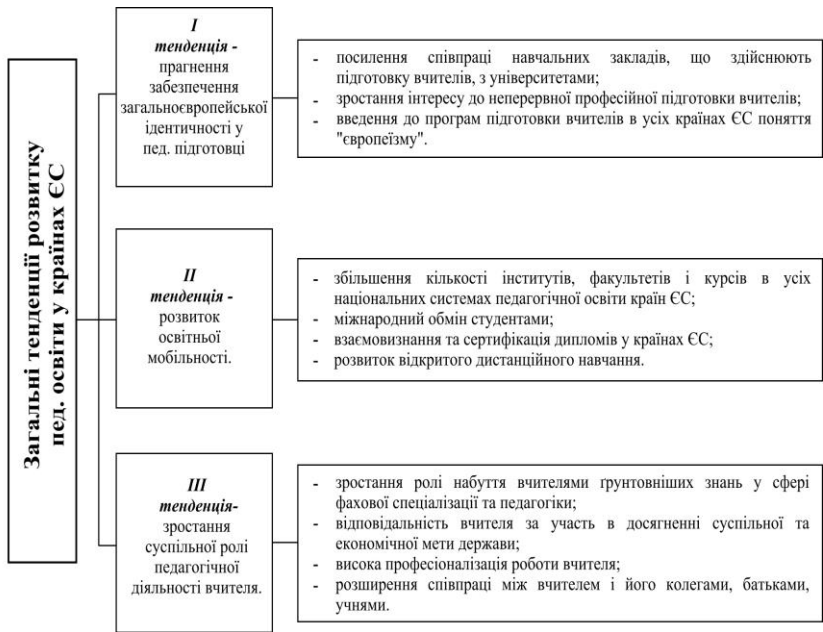 Загальні тенденції розвитку
пед. освіти у країнах ЄС
I
тенденція -
прагнення
забезпечення
загальноєвропейської
ідентичності у
пед. підготовці
- посилення співпраці навчальних закладів, що здійснюють
підготовку вчителів, з університетами;
- зростання інтересу до неперервної професійної підготовки вчителів;
- введення до програм підготовки вчителів в усіх країнах ЄС поняття
"європеїзму".
II
тенденція -
розвиток
освітньої
мобільності.
- збільшення кількості інститутів, факультетів і курсів в усіх
національних системах педагогічної освіти країн ЄС;
- міжнародний обмін студентами;
- взаємовизнання та сертифікація дипломів у країнах ЄС;
- розвиток відкритого дистанційного навчання.
III
тенденція-
зростання
суспільної ролі
педагогічної
діяльності вчителя.
- зростання ролі набуття вчителями ґрунтовніших знань у сфері
фахової спеціалізації та педагогіки;
- відповідальність вчителя за участь в досягненні суспільної та
економічної мети держави;
- висока професіоналізація роботи вчителя;
- розширення співпраці між вчителем і його колегами, батьками,
учнями.